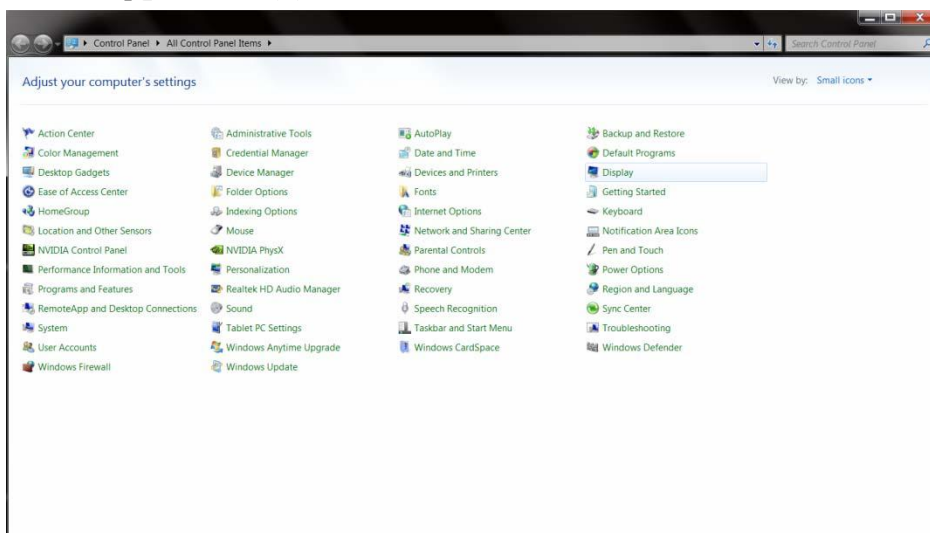 Control Panel ▸ All Control Panel Items ▸ Search Control Panel
Adjust your computer's settings View by: Small icons
Action Center Administrative Tools AutoPlay Backup and Restore
Color Management Credential Manager Date and Time Default Programs
Desktop Gadgets Device Manager Devices and Printers Display
Ease of Access Center Folder Options Fonts Getting Started
HomeGroup Indexing Options Internet Options Keyboard
Location and Other Sensors Mouse Network and Sharing Center Notification Area Icons
NVIDIA Control Panel NVIDIA PhysX Parental Controls Pen and Touch
Performance Information and Tools Personalization Phone and Modem Power Options
Programs and Features Realtek HD Audio Manager Recovery Region and Language
RemoteApp and Desktop Connections Sound Speech Recognition Sync Center
System Tablet PC Settings Taskbar and Start Menu Troubleshooting
User Accounts Windows Anytime Upgrade Windows CardSpace Windows Defender
Windows Firewall Windows Update